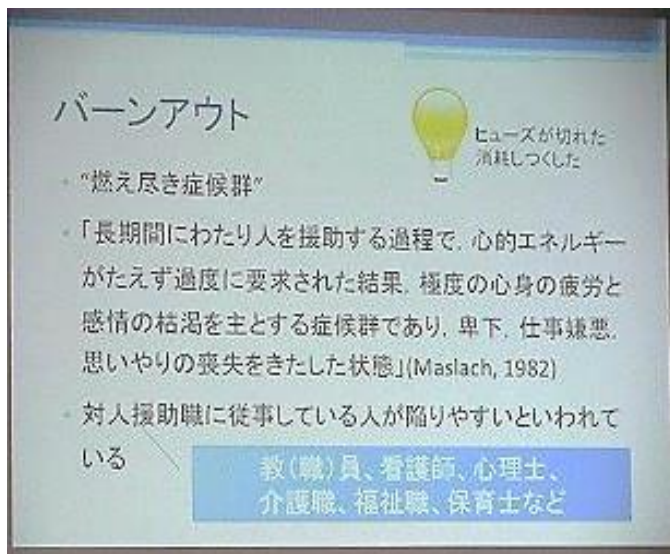 バーンアウト
ヒューズが切れた
消耗しつくした
・“燃え尽き症候群”
・「長期間にわたり人を援助する過程で，心的エネルギー
がたえず過度に要求された結果，極度の心身の疲労と
感情の枯渇を主とする症候群であり，卑下，仕事嫌悪，
思いやりの喪失をきたした状態」(Maslach, 1982)
・対人援助職に従事している人が陥りやすいといわれて
いる
教（職）員、看護師、心理士、
介護職、福祉職、保育士など